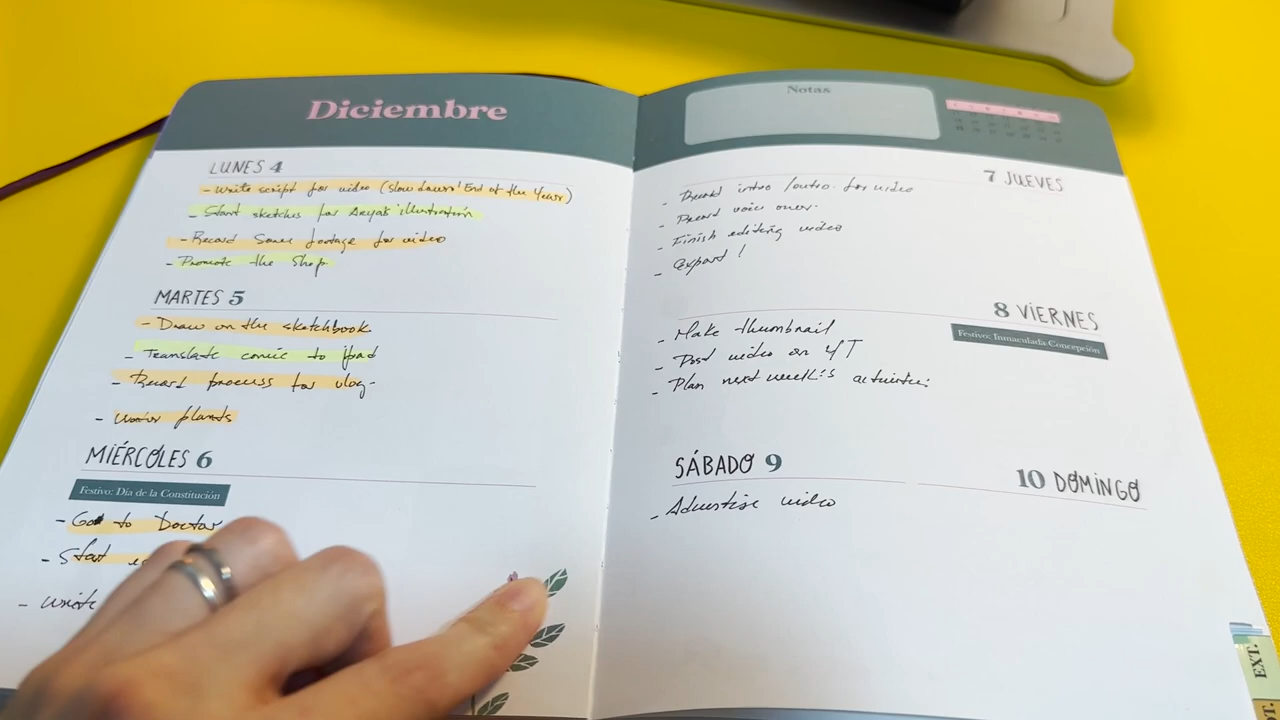 Diciembre
LUNES 4
- Write script for video (slow down! End of the Year)
- Start sketches for Anya's illustration
- Record some footage for video
- Promote the shop
MARTES 5
- Draw on the sketchbook
- Translate comic to ipad
- Record process for vlog.
- Water plants
MIÉRCOLES 6
Festivo: Día de la Constitución
- Go to Doctor
- Start
- Write
Notas
7 JUEVES
- Record intro/outro. for video
- Record voice over.
- Finish editing video
- Export!
8 VIERNES
Festivo: Inmaculada Concepción
- Make thumbnail
- Post video on YT
- Plan next week's activities
SÁBADO 9
- Advertise video
10 DOMINGO
EXT.